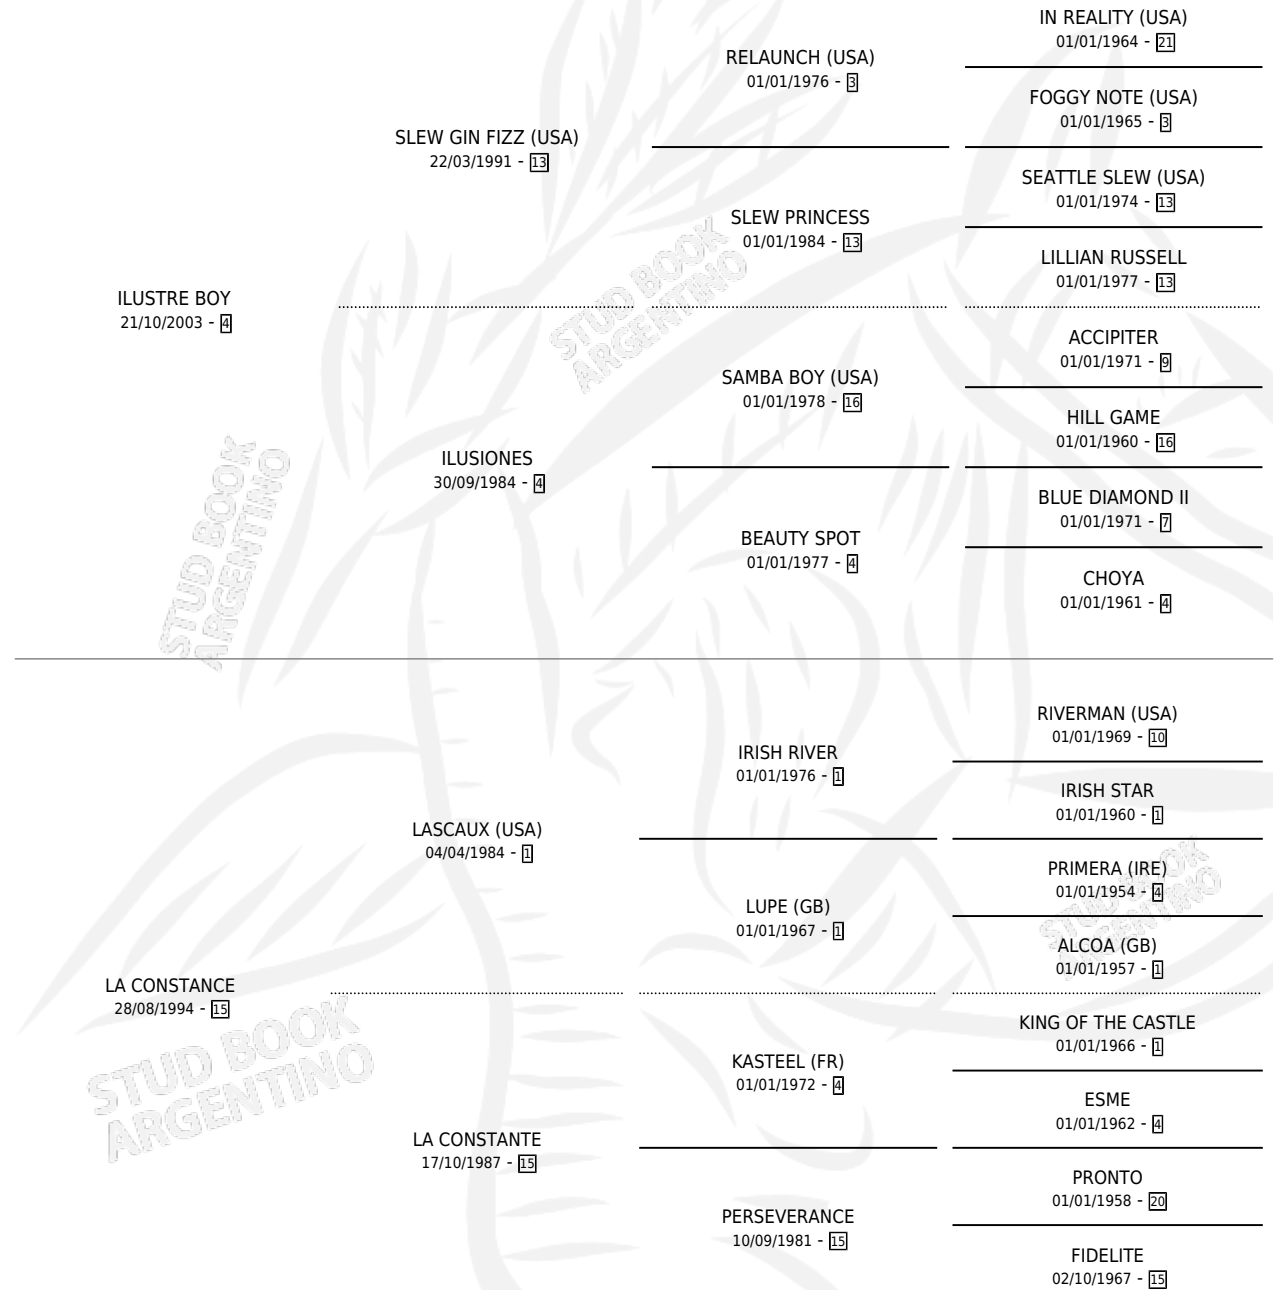 IN REALITY (USA)
01/01/1964 - 21
RELAUNCH (USA)
01/01/1976 - 3
FOGGY NOTE (USA)
01/01/1965 - 3
SLEW GIN FIZZ (USA)
22/03/1991 - 13
SEATTLE SLEW (USA)
01/01/1974 - 13
SLEW PRINCESS
01/01/1984 - 13
LILLIAN RUSSELL
01/01/1977 - 13
ILUSTRE BOY
21/10/2003 - 4
STUD BOOK
ARGENTINO
ACCIPITER
01/01/1971 - 9
SAMBA BOY (USA)
01/01/1978 - 16
HILL GAME
01/01/1960 - 16
ILUSIONES
30/09/1984 - 4
BLUE DIAMOND II
01/01/1971 - 7
BEAUTY SPOT
01/01/1977 - 4
CHOYA
01/01/1961 - 4
STUD BOOK
ARGENTINO
RIVERMAN (USA)
01/01/1969 - 10
IRISH RIVER
01/01/1976 - 1
IRISH STAR
01/01/1960 - 1
LASCAUX (USA)
04/04/1984 - 1
PRIMERA (IRE)
01/01/1954 - 4
LUPE (GB)
01/01/1967 - 1
ALCOA (GB)
01/01/1957 - 1
STUD BOOK
ARGENTINO
LA CONSTANCE
28/08/1994 - 15
KING OF THE CASTLE
01/01/1966 - 1
KASTEEL (FR)
01/01/1972 - 4
ESME
01/01/1962 - 4
STUD BOOK
ARGENTINO
LA CONSTANTE
17/10/1987 - 15
PRONTO
01/01/1958 - 20
PERSEVERANCE
10/09/1981 - 15
FIDELITE
02/10/1967 - 15